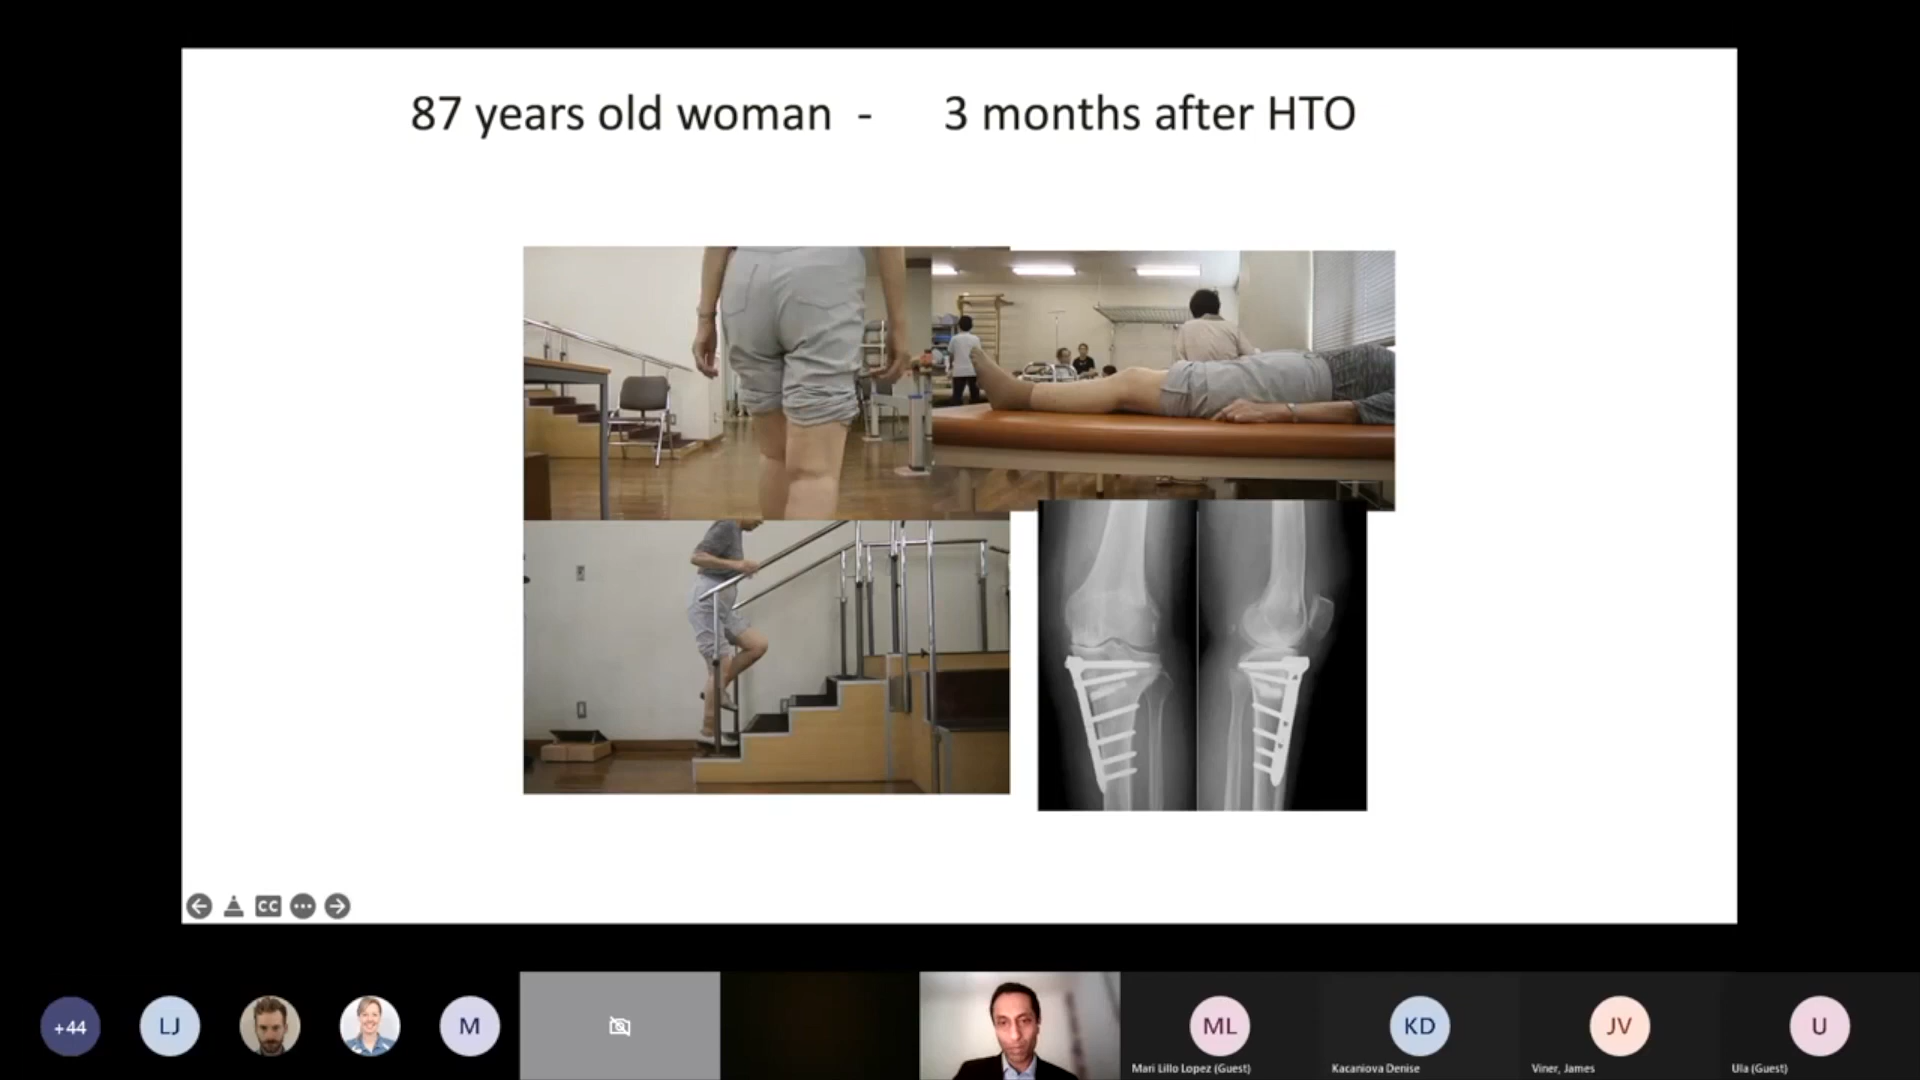 87 years old woman - 3 months after HTO
CC
+44
LJ
M
ML
KD
JV
U
Mari Lillo Lopez (Guest)
Kacaniova Denise
Viner, James
Ula (Guest)